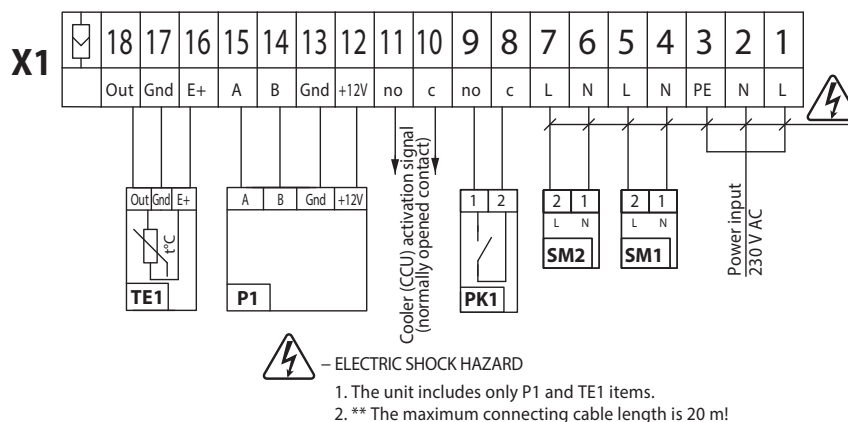 X1
18 17 16 15 14 13 12 11 10 9 8 7 6 5 4 3 2 1
Out Gnd E+ A B Gnd +12V no c no c L N L N PE N L
Out Gnd E+
t°C
TE1
A B Gnd +12V
P1
Cooler (CCU) activation signal
(normally opened contact)
1 2
PK1
2 1
L N
SM2
2 1
L N
SM1
Power input
230 V AC
– ELECTRIC SHOCK HAZARD
1. The unit includes only P1 and TE1 items.
2. ** The maximum connecting cable length is 20 m!